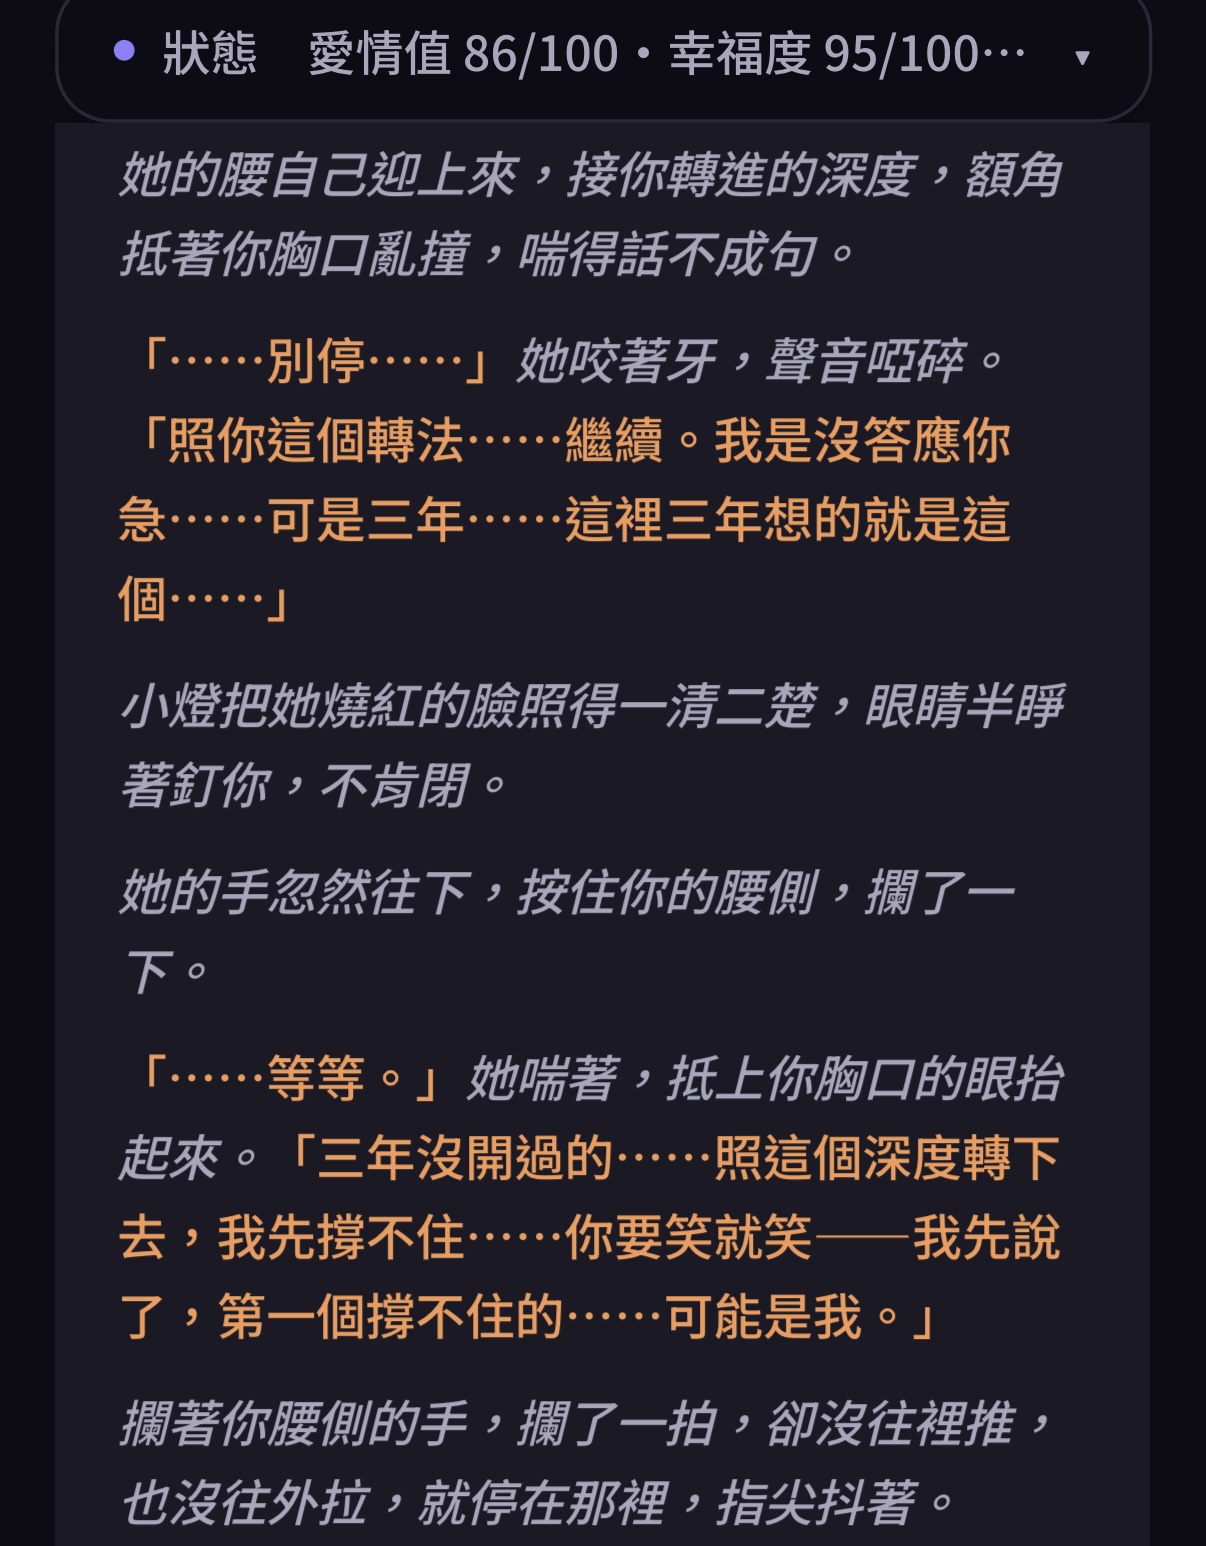 狀態 愛情值 86/100・幸福度 95/100…
她的腰自己迎上來，接你轉進的深度，額角
抵著你胸口亂撞，喘得話不成句。
「……別停……」她咬著牙，聲音啞碎。
「照你這個轉法……繼續。我是沒答應你
急……可是三年……這裡三年想的就是這
個……」
小燈把她燒紅的臉照得一清二楚，眼睛半睜
著釘你，不肯閉。
她的手忽然往下，按住你的腰側，攔了一
下。
「……等等。」她喘著，抵上你胸口的眼抬
起來。「三年沒開過的……照這個深度轉下
去，我先撐不住……你要笑就笑——我先說
了，第一個撐不住的……可能是我。」
攔著你腰側的手，攔了一拍，卻沒往裡推，
也沒往外拉，就停在那裡，指尖抖著。